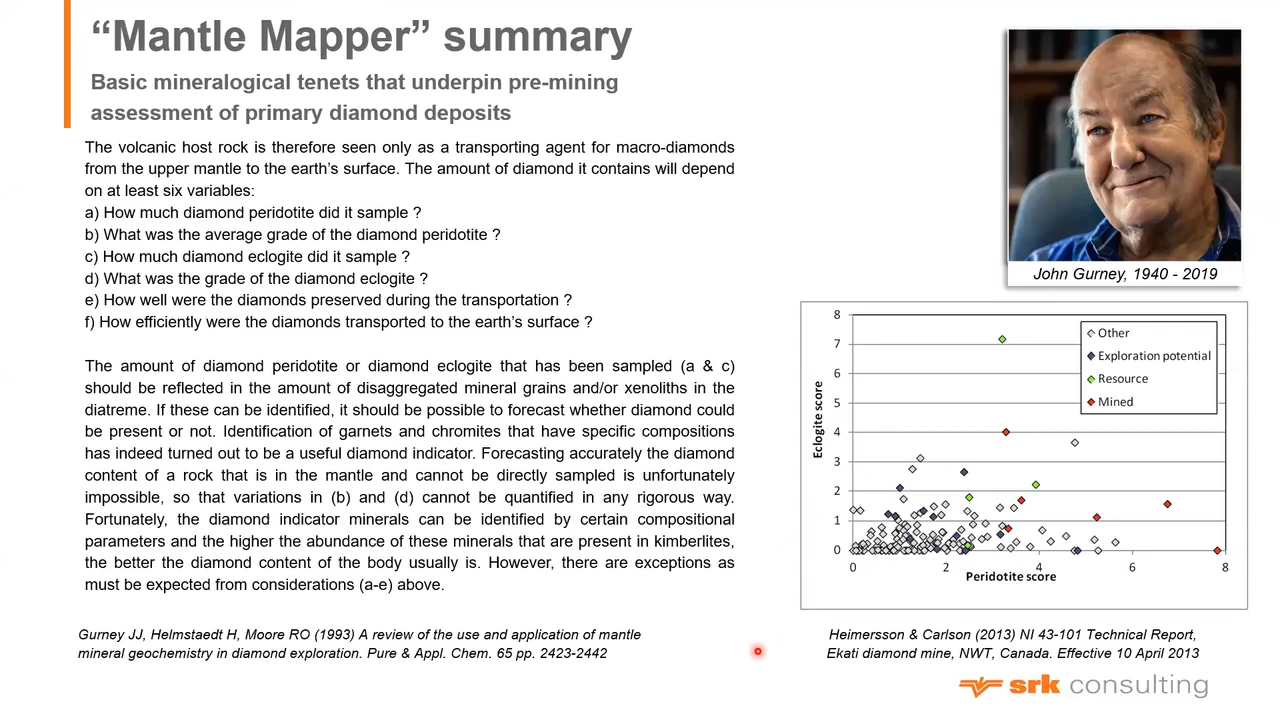 “Mantle Mapper” summary
Basic mineralogical tenets that underpin pre-mining
assessment of primary diamond deposits
The volcanic host rock is therefore seen only as a transporting agent for macro-diamonds
from the upper mantle to the earth’s surface. The amount of diamond it contains will depend
on at least six variables:
a) How much diamond peridotite did it sample ?
b) What was the average grade of the diamond peridotite ?
c) How much diamond eclogite did it sample ?
d) What was the grade of the diamond eclogite ?
e) How well were the diamonds preserved during the transportation ?
f) How efficiently were the diamonds transported to the earth’s surface ?
The amount of diamond peridotite or diamond eclogite that has been sampled (a & c)
should be reflected in the amount of disaggregated mineral grains and/or xenoliths in the
diatreme. If these can be identified, it should be possible to forecast whether diamond could
be present or not. Identification of garnets and chromites that have specific compositions
has indeed turned out to be a useful diamond indicator. Forecasting accurately the diamond
content of a rock that is in the mantle and cannot be directly sampled is unfortunately
impossible, so that variations in (b) and (d) cannot be quantified in any rigorous way.
Fortunately, the diamond indicator minerals can be identified by certain compositional
parameters and the higher the abundance of these minerals that are present in kimberlites,
the better the diamond content of the body usually is. However, there are exceptions as
must be expected from considerations (a-e) above.
Gurney JJ, Helmstaedt H, Moore RO (1993) A review of the use and application of mantle
mineral geochemistry in diamond exploration. Pure & Appl. Chem. 65 pp. 2423-2442
John Gurney, 1940 - 2019
8
7
6
5
4
3
2
1
0
Eclogite score
Other
Exploration potential
Resource
Mined
0 2 4 6 8
Peridotite score
Heimersson & Carlson (2013) NI 43-101 Technical Report,
Ekati diamond mine, NWT, Canada. Effective 10 April 2013
srk consulting